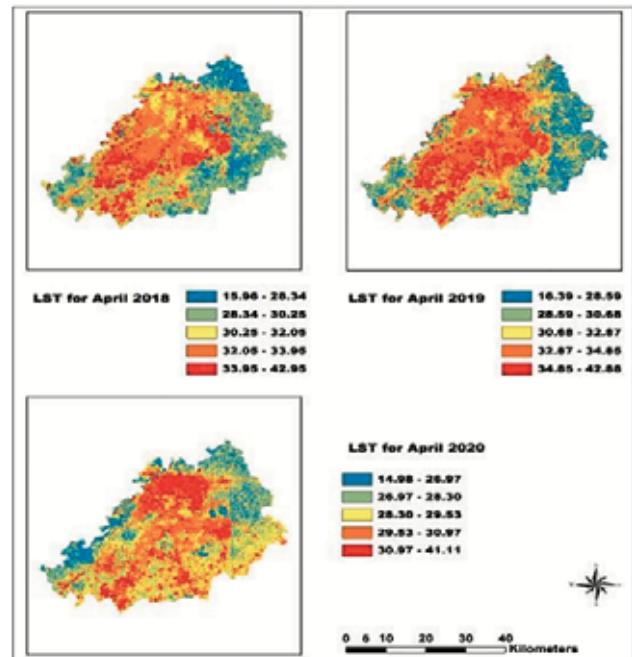 LST for April 2018
15.96 - 28.34
28.34 - 30.25
30.25 - 32.05
32.05 - 33.95
33.95 - 42.95
LST for April 2019
16.39 - 28.59
28.59 - 30.68
30.68 - 32.87
32.87 - 34.85
34.85 - 42.88
LST for April 2020
14.98 - 26.97
26.97 - 28.30
28.30 - 29.53
29.53 - 30.97
30.97 - 41.11
0 5 10 20 30 40
Kilometers